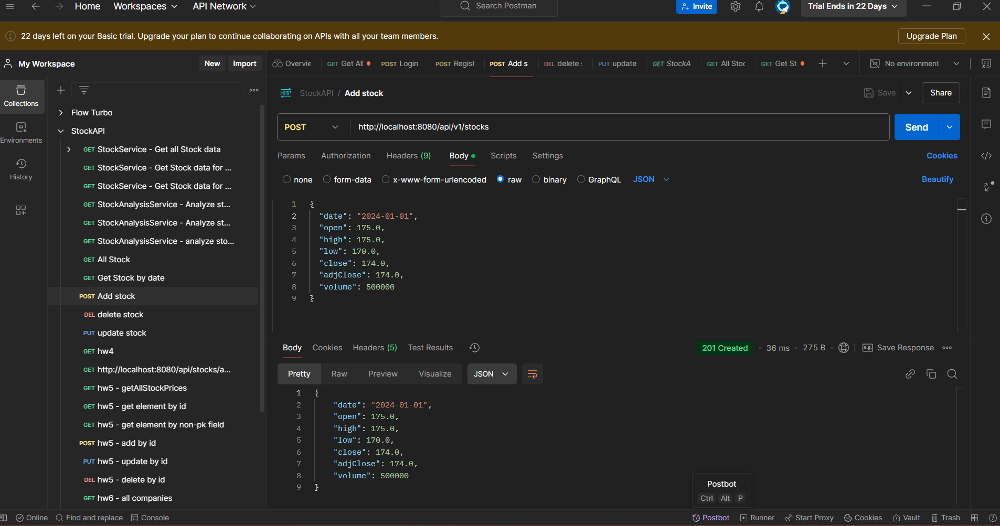 Home Workspaces API Network Search Postman Invite Trial Ends in 22 Days
22 days left on your Basic trial. Upgrade your plan to continue collaborating on APIs with all your team members. Upgrade Plan
My Workspace New Import
Overvie GET Get All POST Login POST Regist POST Add s DEL delete PUT update GET StockA GET All Stoc GET Get St No environment
Collections
Environments
History
Flow Turbo
StockAPI
GET StockService - Get all Stock data
GET StockService - Get Stock data for ...
GET StockService - Get Stock data for ...
GET StockAnalysisService - Analyze st...
GET StockAnalysisService - Analyze st...
GET StockAnalysisService - analyze sto...
GET All Stock
GET Get Stock by date
POST Add stock
DEL delete stock
PUT update stock
GET hw4
GET http://localhost:8080/api/stocks/a...
GET hw5 - getAllStockPrices
GET hw5 - get element by id
GET hw5 - get element by non-pk field
POST hw5 - add by id
PUT hw5 - update by id
DEL hw5 - delete by id
GET hw6 - all companies
HTTP StockAPI / Add stock Save Share
POST http://localhost:8080/api/v1/stocks Send
Params Authorization Headers (9) Body Scripts Settings Cookies
none form-data x-www-form-urlencoded raw binary GraphQL JSON Beautify
1 {
2 "date": "2024-01-01",
3 "open": 175.0,
4 "high": 175.0,
5 "low": 170.0,
6 "close": 174.0,
7 "adjClose": 174.0,
8 "volume": 500000
9 }
Body Cookies Headers (5) Test Results 201 Created 36 ms 275 B e.g. Save Response
Pretty Raw Preview Visualize JSON
1 {
2 "date": "2024-01-01",
3 "open": 175.0,
4 "high": 175.0,
5 "low": 170.0,
6 "close": 174.0,
7 "adjClose": 174.0,
8 "volume": 500000
9 }
Postbot
Ctrl Alt P
Online Find and replace Console Postbot Runner Start Proxy Cookies Vault Trash